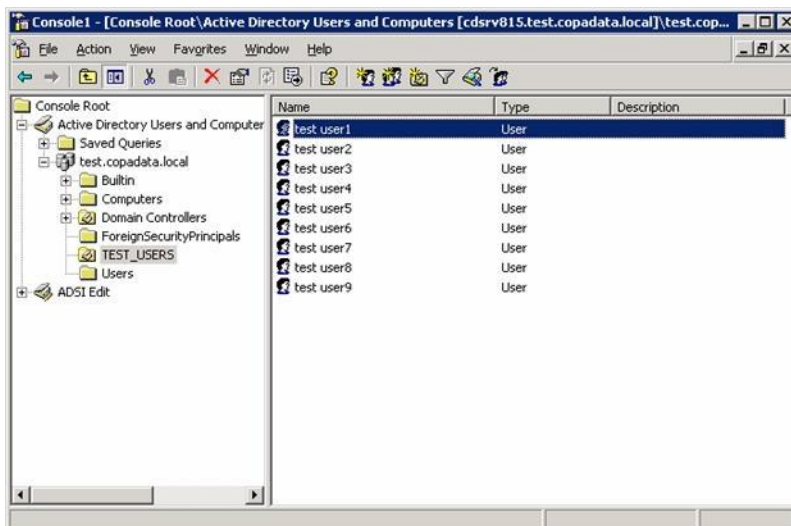 Console1 - [Console Root\Active Directory Users and Computers [cdsrv815.test.copadata.local]\test.cop...
File Action View Favorites Window Help
Console Root
Active Directory Users and Computer
Saved Queries
test.copadata.local
Builtin
Computers
Domain Controllers
ForeignSecurityPrincipals
TEST_USERS
Users
ADSI Edit
Name Type Description
test user1 User
test user2 User
test user3 User
test user4 User
test user5 User
test user6 User
test user7 User
test user8 User
test user9 User